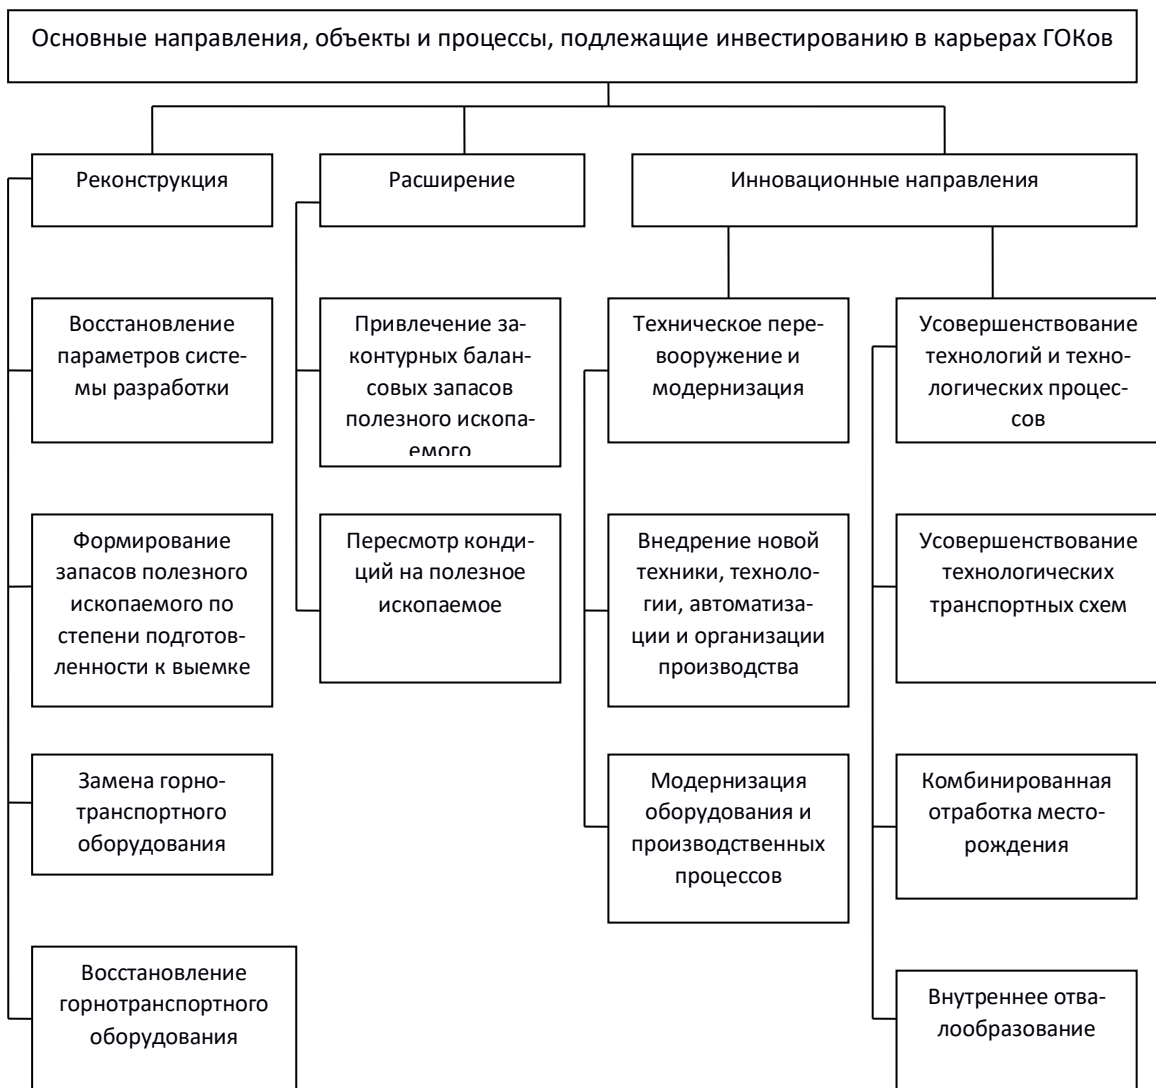 Основные направления, объекты и процессы, подлежащие инвестированию в карьерах ГОКов
Реконструкция
Расширение
Инновационные направления
Восстановление
параметров систе-
мы разработки
Привлечение за-
контурных балан-
совых запасов
полезного ископа-
емого
Техническое пере-
вооружение и
модернизация
Усовершенствование
технологий и техно-
логических процес-
сов
Формирование
запасов полезного
ископаемого по
степени подготов-
ленности к выемке
Пересмотр конди-
ций на полезное
ископаемое
Внедрение новой
техники, техноло-
гии, автоматиза-
ции и организации
производства
Усовершенствование
технологических
транспортных схем
Замена горно-
транспортного
оборудования
Модернизация
оборудования и
производственных
процессов
Комбинированная
отработка место-
рождения
Восстановление
горнотранспортного
оборудования
Внутреннее отва-
лообразование